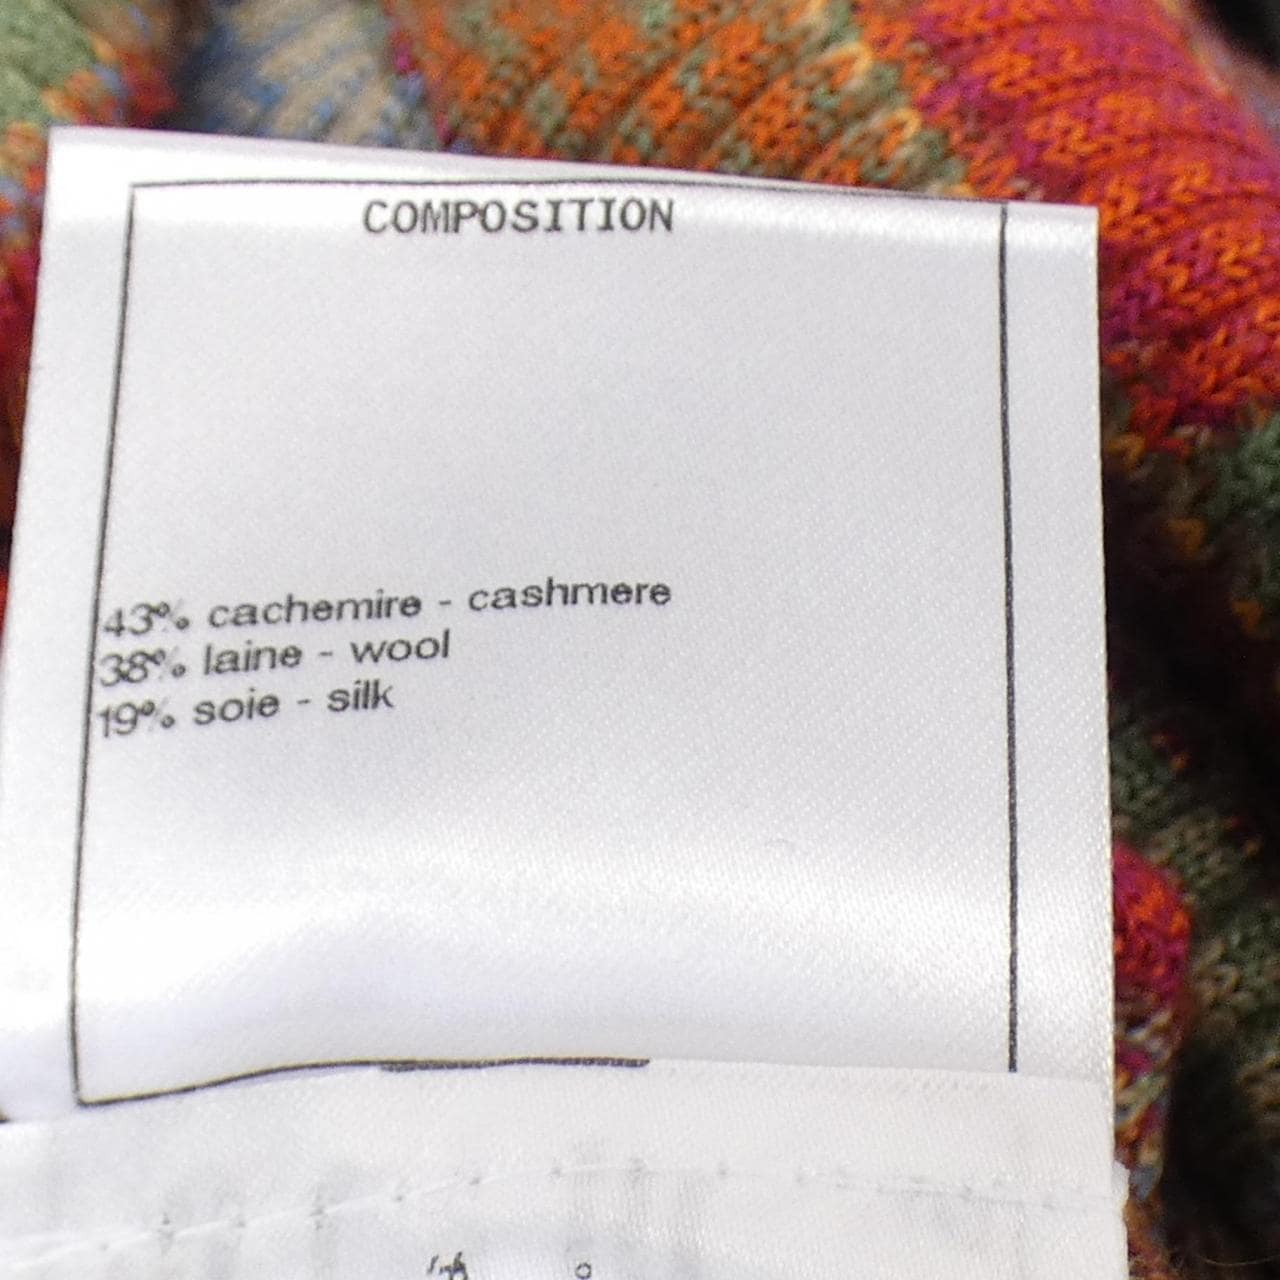 COMPOSITION
43% cachemire - cashmere
38% laine - wool
19% soie - silk